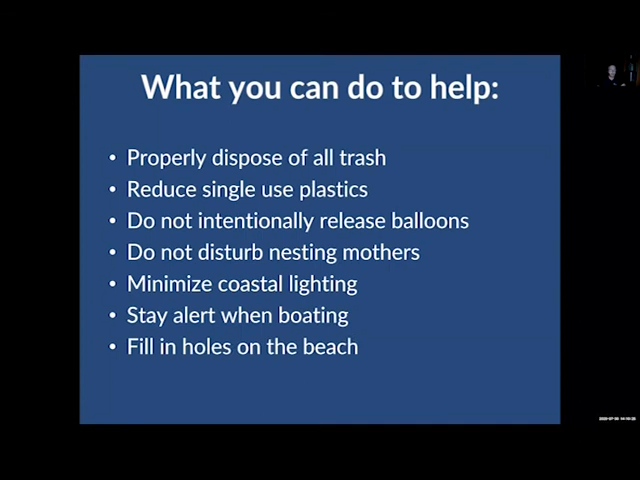 What you can do to help:
• Properly dispose of all trash
• Reduce single use plastics
• Do not intentionally release balloons
• Do not disturb nesting mothers
• Minimize coastal lighting
• Stay alert when boating
• Fill in holes on the beach